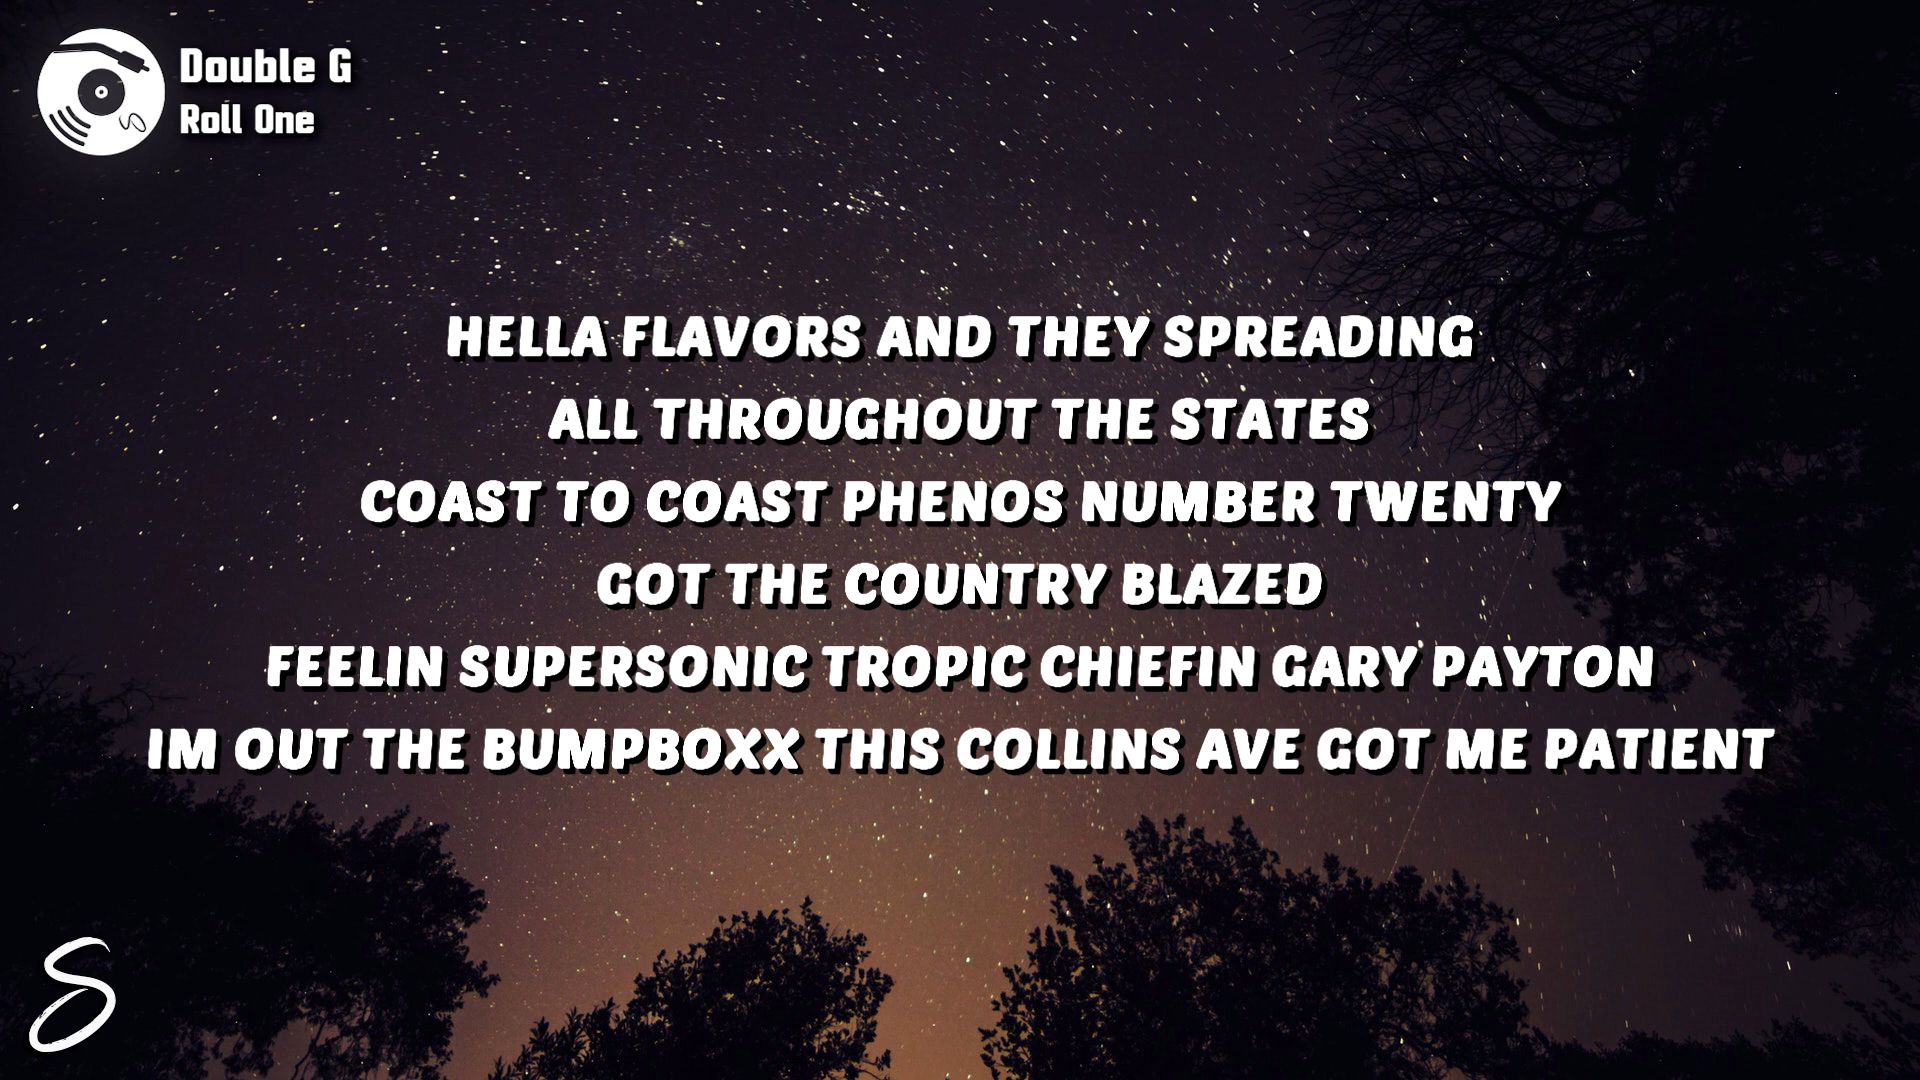 Double G
Roll One
HELLA FLAVORS AND THEY SPREADING
ALL THROUGHOUT THE STATES
COAST TO COAST PHENOS NUMBER TWENTY
GOT THE COUNTRY BLAZED
FEELIN SUPERSONIC TROPIC CHIEFIN GARY PAYTON
IM OUT THE BUMPBOXX THIS COLLINS AVE GOT ME PATIENT
S